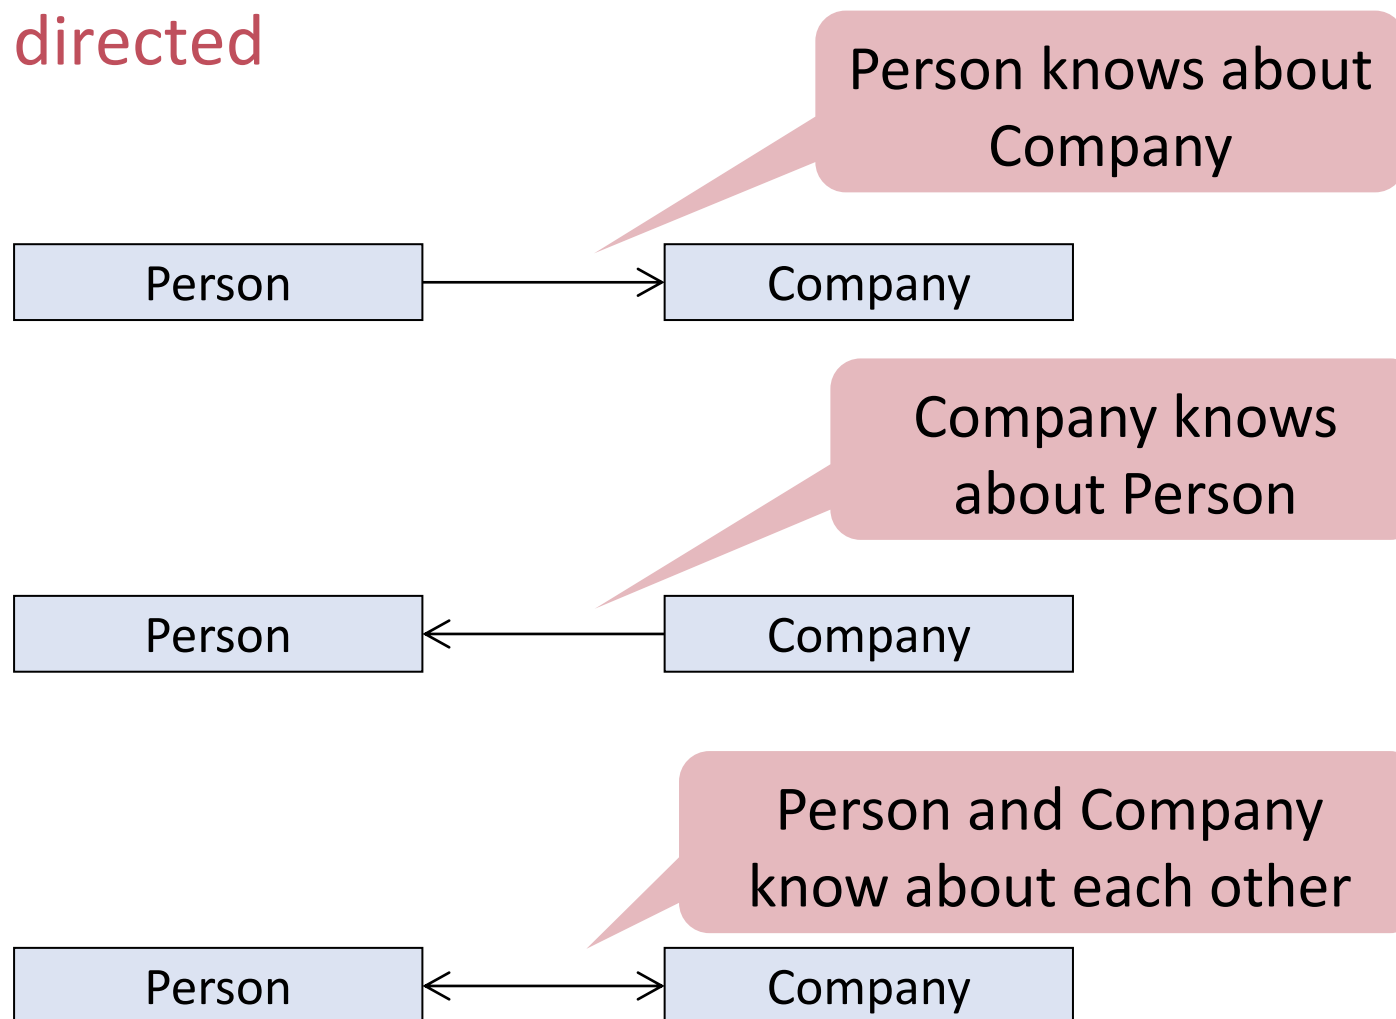 directed
Person knows about
Company
Person
Company
Company knows
about Person
Person
Company
Person and Company
know about each other
Person
Company